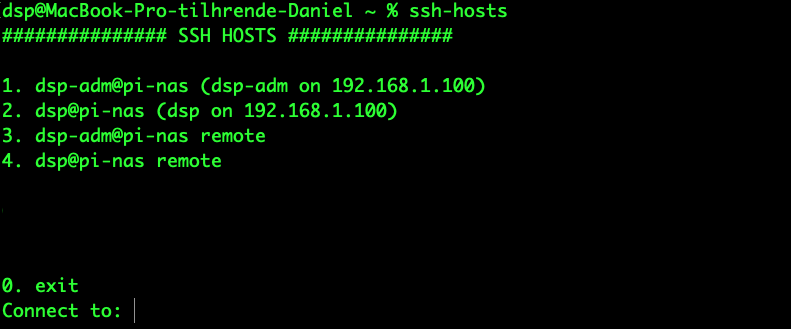 dsp@MacBook-Pro-tilhrende-Daniel ~ % ssh-hosts
############### SSH HOSTS ###############
1. dsp-adm@pi-nas (dsp-adm on 192.168.1.100)
2. dsp@pi-nas (dsp on 192.168.1.100)
3. dsp-adm@pi-nas remote
4. dsp@pi-nas remote
0. exit
Connect to: